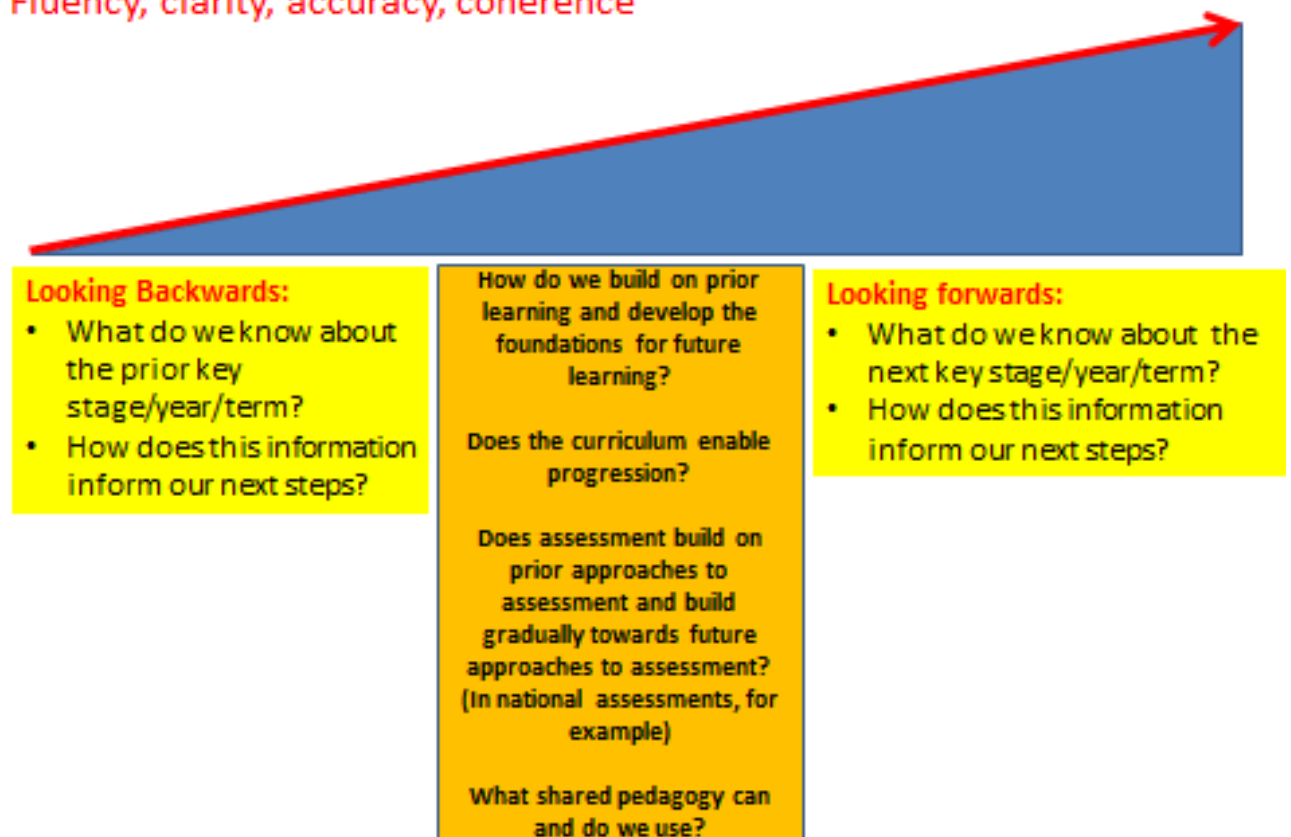 Fluency, clarity, accuracy, coherence
Looking Backwards:
• What do we know about
the prior key
stage/year/term?
• How does this information
inform our next steps?
How do we build on prior
learning and develop the
foundations for future
learning?
Does the curriculum enable
progression?
Does assessment build on
prior approaches to
assessment and build
gradually towards future
approaches to assessment?
(In national assessments, for
example)
What shared pedagogy can
and do we use?
Looking forwards:
• What do we know about the
next key stage/year/term?
• How does this information
inform our next steps?